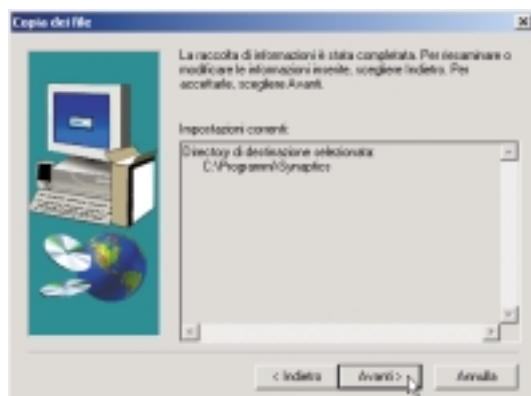 Copia dei file
La raccolta di informazioni è stata completata. Per riesaminare o
modificare le informazioni inserite, scegliere Indietro. Per
accettarle, scegliere Avanti.
Impostazioni correnti:
Directory di destinazione selezionata:
C:\Programmi\Synaptics
< Indietro
Avanti >
Annulla